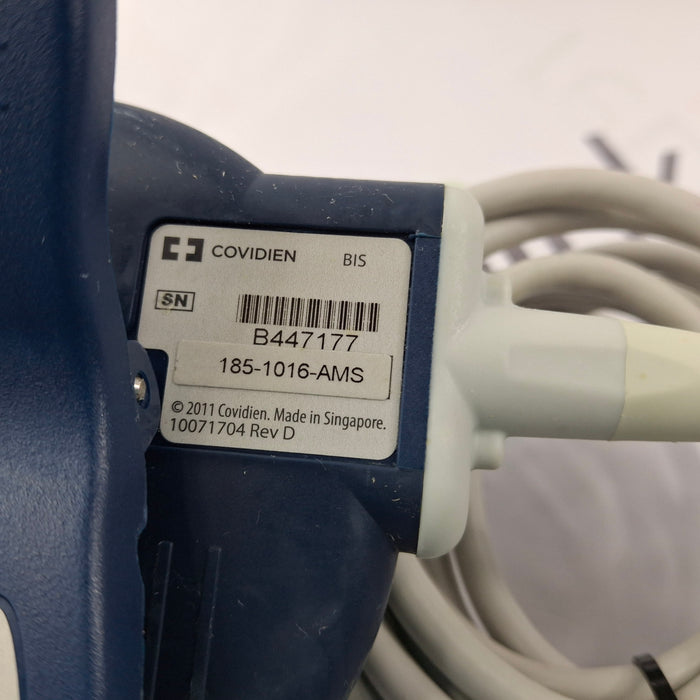 COVIDIEN BIS
SN
B447177
185-1016-AMS
© 2011 Covidien. Made in Singapore.
10071704 Rev D